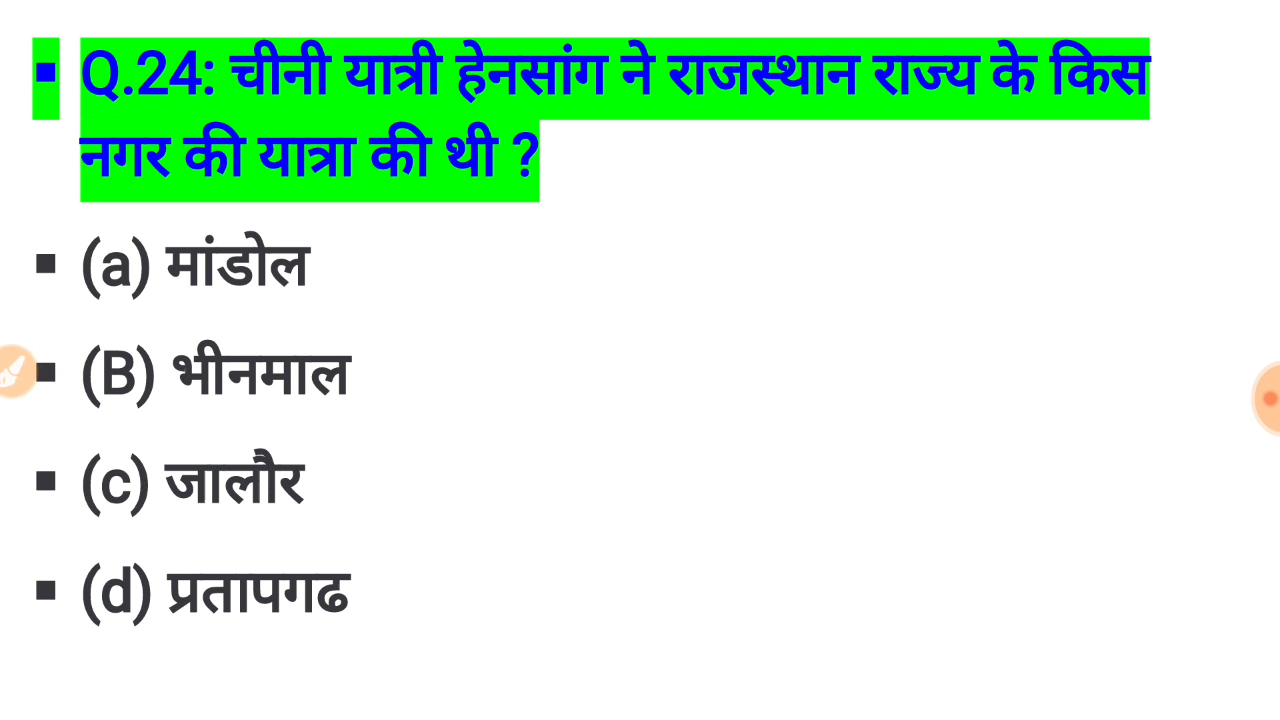 ▪ Q.24: चीनी यात्री हेनसांग ने राजस्थान राज्य के किस
नगर की यात्रा की थी ?
▪ (a) मांडोल
▪ (B) भीनमाल
▪ (c) जालौर
▪ (d) प्रतापगढ